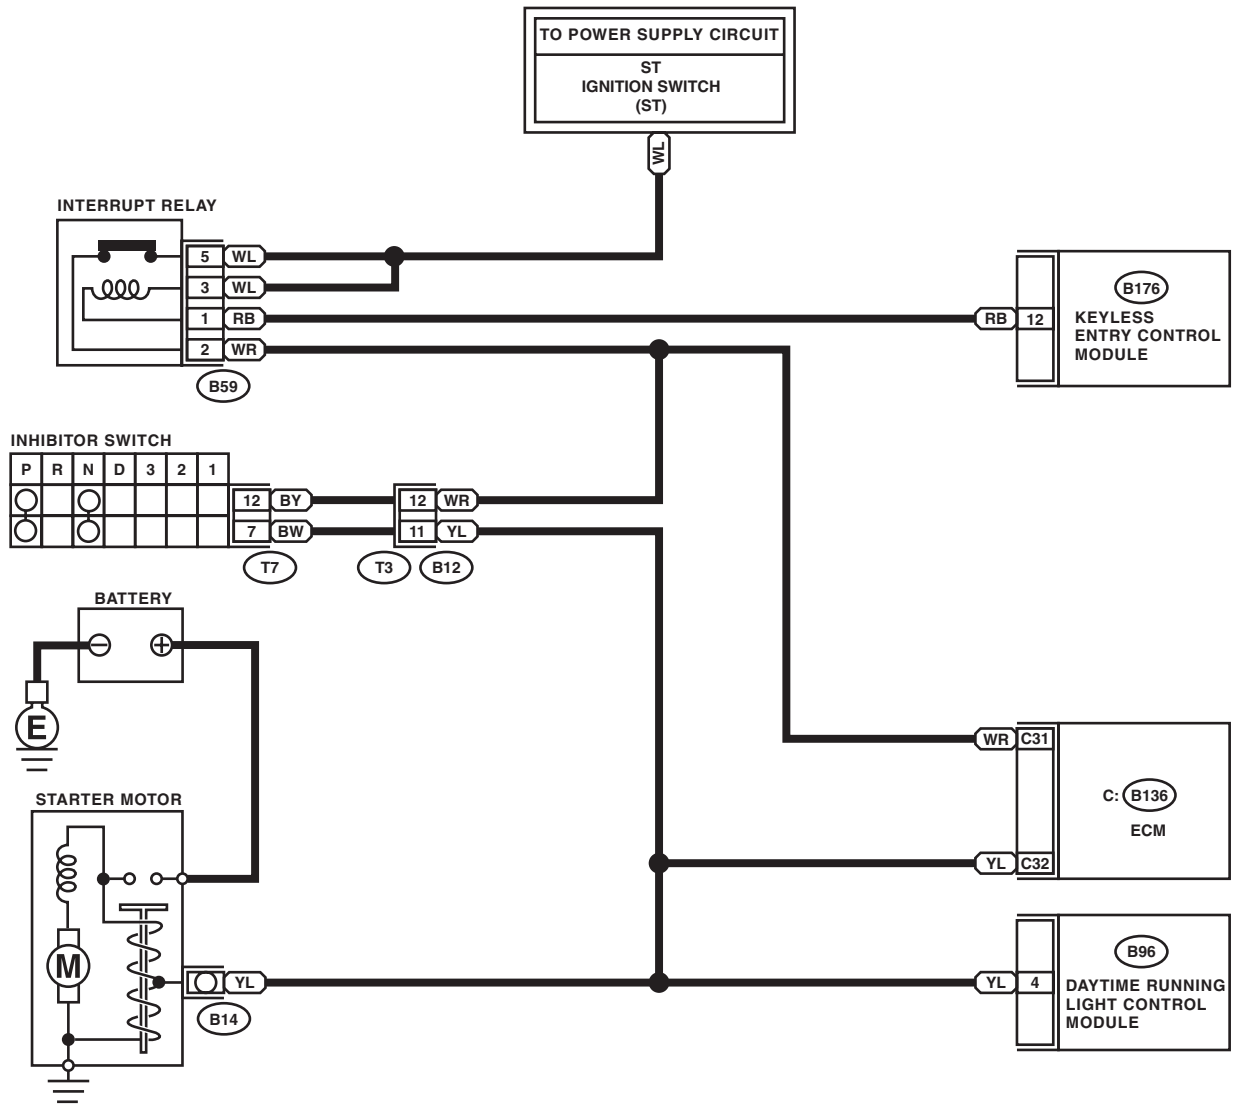 TO POWER SUPPLY CIRCUIT
ST
IGNITION SWITCH
(ST)
WL
INTERRUPT RELAY
5 WL
3 WL
1 RB
2 WR
B59
RB 12
B176
KEYLESS
ENTRY CONTROL
MODULE
INHIBITOR SWITCH
P R N D 3 2 1
12 BY 12 WR
7 BW 11 YL
T7 T3 B12
BATTERY
E
STARTER MOTOR
M
YL
B14
WR C31
C: B136
ECM
YL C32
B96
YL 4
DAYTIME RUNNING
LIGHT CONTROL
MODULE